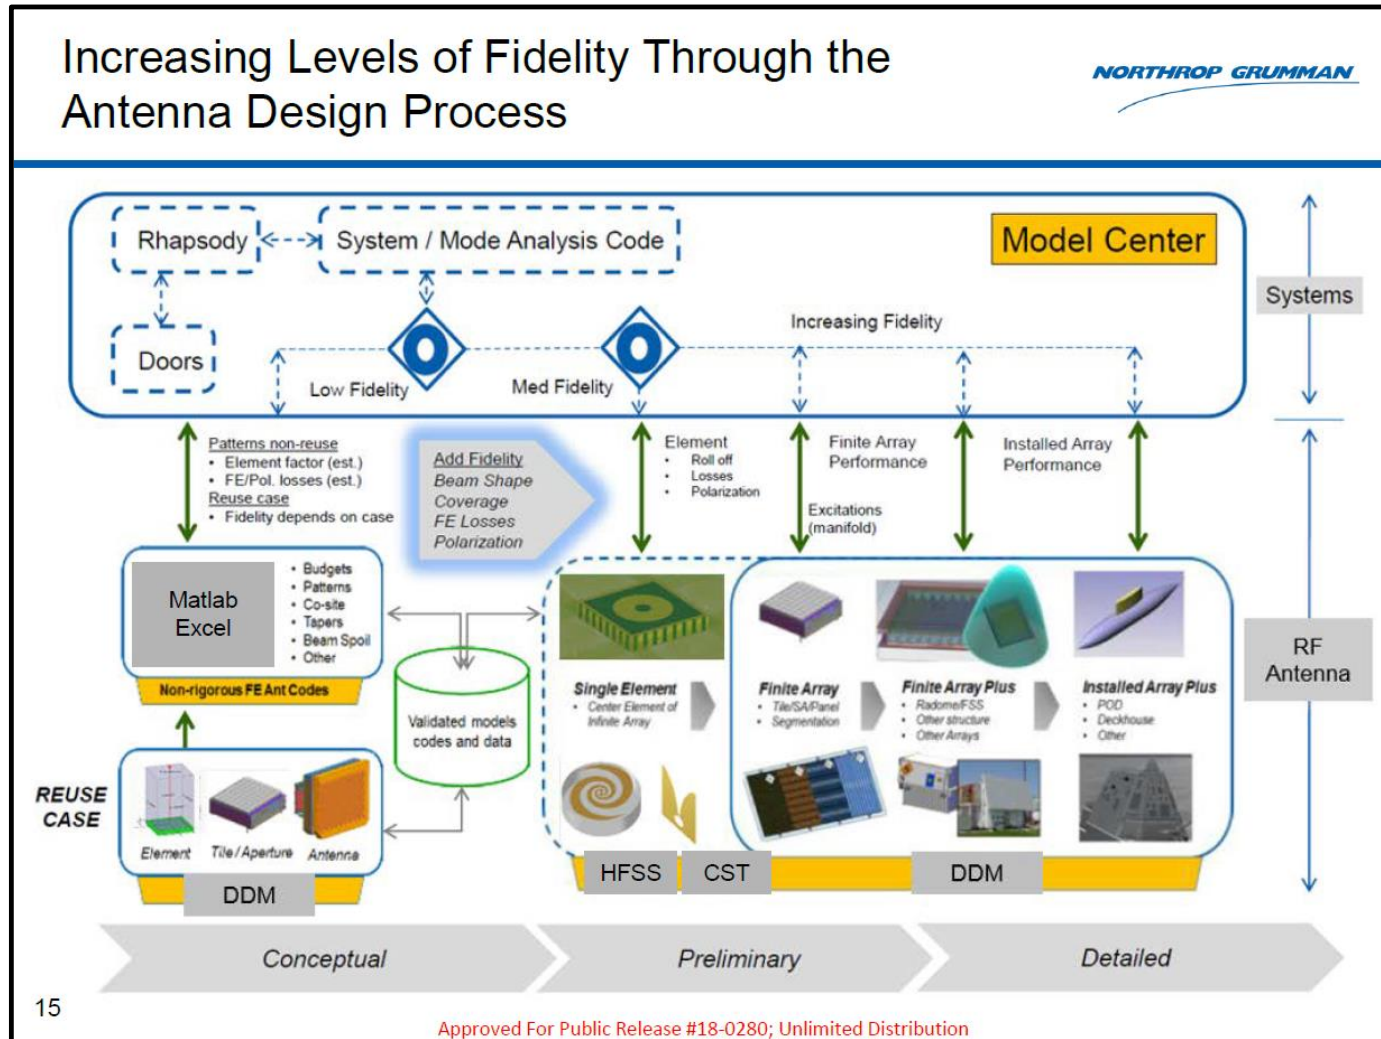 Increasing Levels of Fidelity Through the
Antenna Design Process
NORTHROP GRUMMAN
Rhapsody
System / Mode Analysis Code
Model Center
Systems
Doors
Increasing Fidelity
Low Fidelity
Med Fidelity
Patterns non-reuse
• Element factor (est.)
• FE/Pol. losses (est.)
Reuse case
• Fidelity depends on case
Add Fidelity
Beam Shape
Coverage
FE Losses
Polarization
Element
• Roll off
• Losses
• Polarization
Finite Array
Performance
Excitations
(manifold)
Installed Array
Performance
Matlab
Excel
• Budgets
• Patterns
• Co-site
• Tapers
• Beam Spoil
• Other
Non-rigorous FE Ant Codes
Validated models
codes and data
RF
Antenna
Single Element
• Center Element of
Infinite Array
Finite Array
• Tile/SA/Panel
• Segmentation
Finite Array Plus
• Radome/FSS
• Other structure
• Other Arrays
Installed Array Plus
• POD
• Deckhouse
• Other
REUSE
CASE
Element
Tile / Aperture
Antenna
DDM
HFSS
CST
DDM
Conceptual
Preliminary
Detailed
15
Approved For Public Release #18-0280; Unlimited Distribution